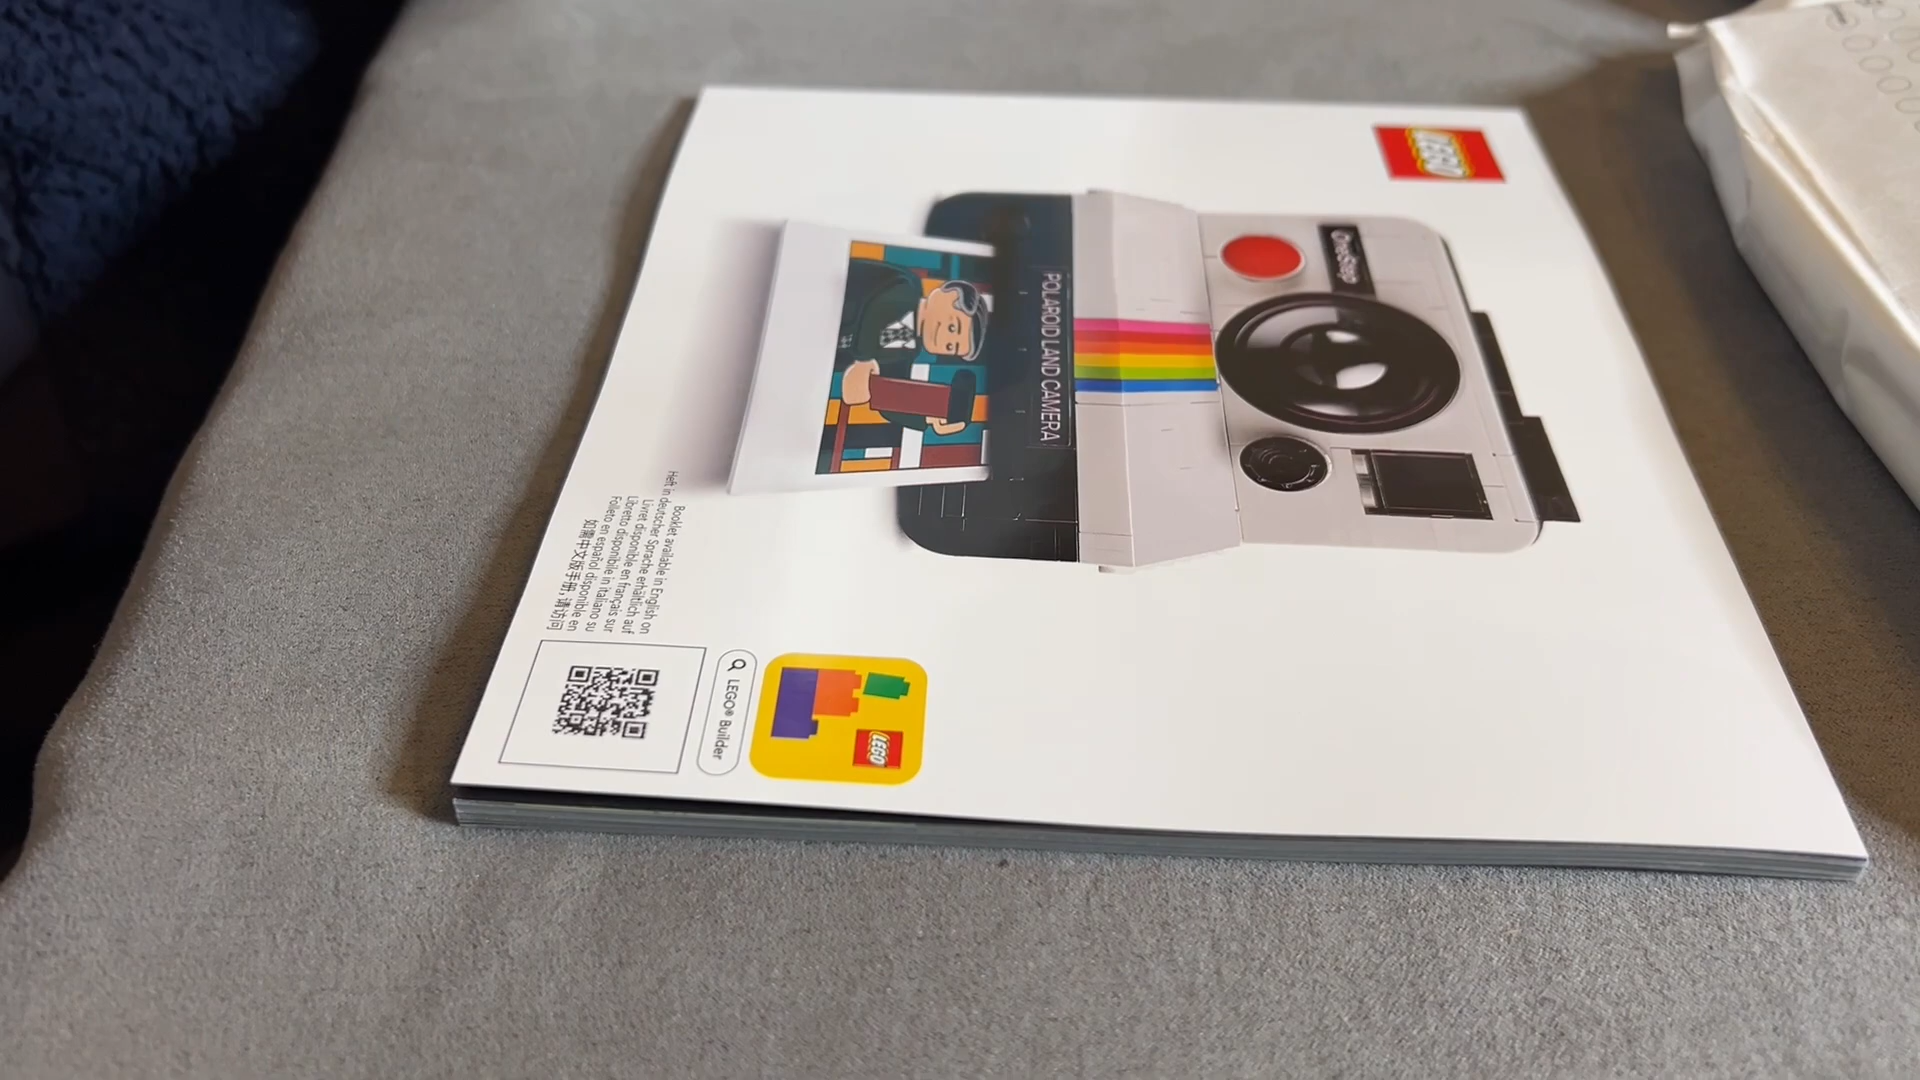 LEGO
OneStep
POLAROID LAND CAMERA
Booklet available in English on
Heft in deutscher Sprache erhältlich auf
Livret disponible en français sur
Libretto disponibile in italiano su
Folleto en español disponible en
如需中文版手册，请访问
LEGO® Builder
LEGO